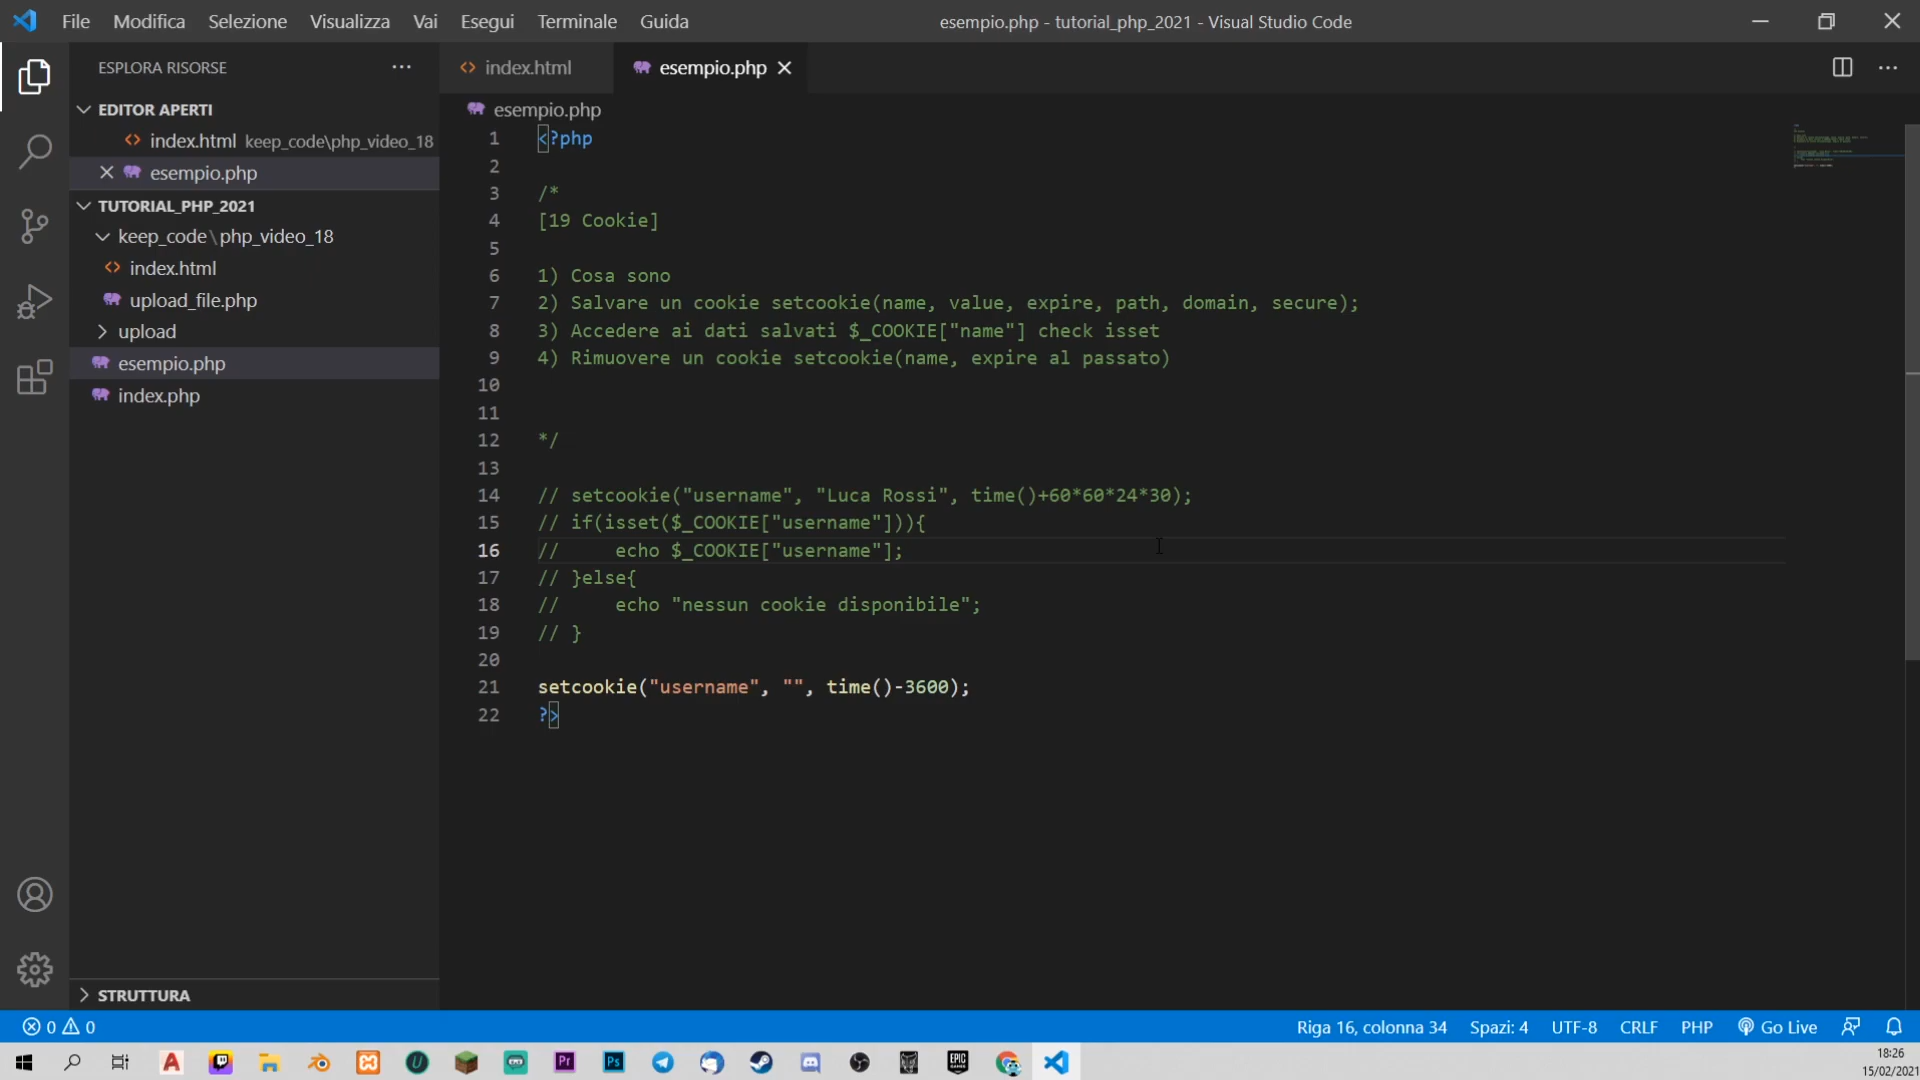 File Modifica Selezione Visualizza Vai Esegui Terminale Guida
esempio.php - tutorial_php_2021 - Visual Studio Code
ESPLORA RISORSE
EDITOR APERTI
index.html keep_code\php_video_18
esempio.php
TUTORIAL_PHP_2021
keep_code\php_video_18
index.html
upload_file.php
upload
esempio.php
index.php
STRUTTURA
index.html
esempio.php
esempio.php
1 <?php
2
3 /*
4 [19 Cookie]
5
6 1) Cosa sono
7 2) Salvare un cookie setcookie(name, value, expire, path, domain, secure);
8 3) Accedere ai dati salvati $_COOKIE["name"] check isset
9 4) Rimuovere un cookie setcookie(name, expire al passato)
10
11
12 */
13
14 // setcookie("username", "Luca Rossi", time()+60*60*24*30);
15 // if(isset($_COOKIE["username"])){
16 //     echo $_COOKIE["username"];
17 // }else{
18 //     echo "nessun cookie disponibile";
19 // }
20
21 setcookie("username", "", time()-3600);
22 ?>
0 0
Riga 16, colonna 34 Spazi: 4 UTF-8 CRLF PHP Go Live
A U Pr Ps EPIC GAMES
18:26
15/02/2021